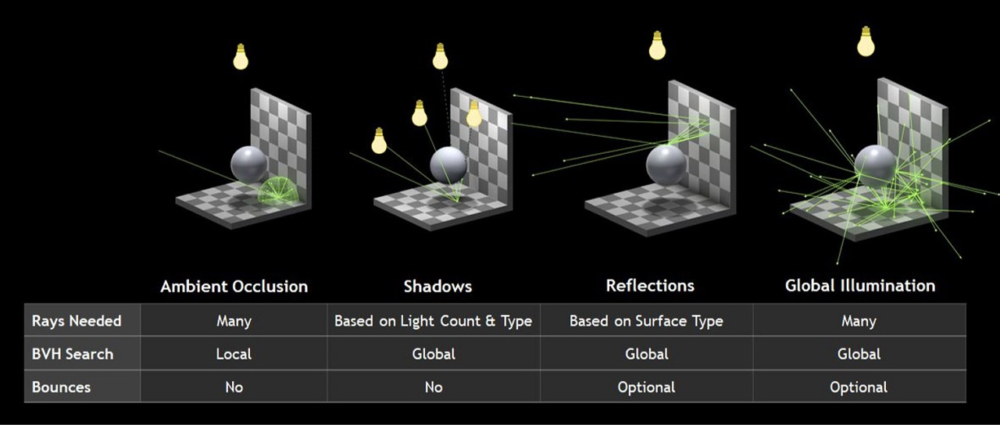 Ambient Occlusion Shadows Reflections Global Illumination
Rays Needed Many Based on Light Count & Type Based on Surface Type Many
BVH Search Local Global Global Global
Bounces No No Optional Optional